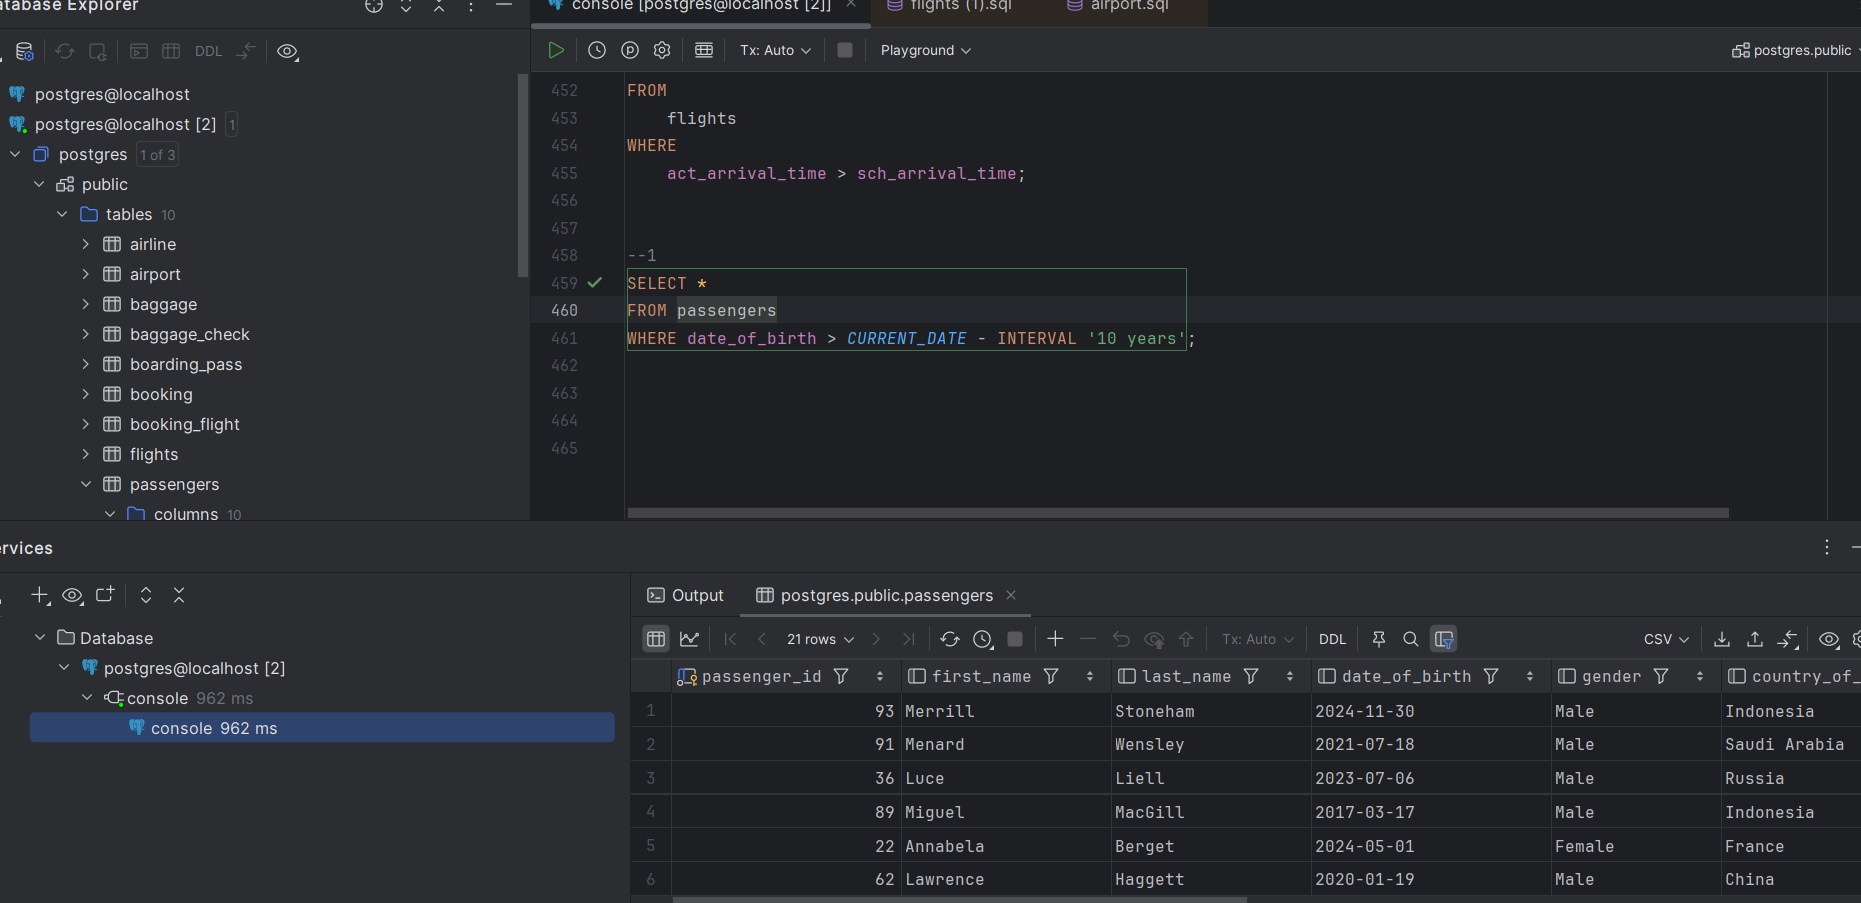 Database Explorer
DDL
postgres@localhost
postgres@localhost [2] 1
postgres 1 of 3
public
tables 10
airline
airport
baggage
baggage_check
boarding_pass
booking
booking_flight
flights
passengers
columns 10
console [postgres@localhost [2]]
flights (1).sql
airport.sql
Tx: Auto
Playground
postgres.public
452 FROM
453 flights
454 WHERE
455 act_arrival_time > sch_arrival_time;
456
457
458 --1
459 SELECT *
460 FROM passengers
461 WHERE date_of_birth > CURRENT_DATE - INTERVAL '10 years';
462
463
464
465
ervices
Database
postgres@localhost [2]
console 962 ms
console 962 ms
Output
postgres.public.passengers
21 rows
Tx: Auto
DDL
CSV
passenger_id first_name last_name date_of_birth gender country_of_
1 93 Merrill Stoneham 2024-11-30 Male Indonesia
2 91 Menard Wensley 2021-07-18 Male Saudi Arabia
3 36 Luce Liell 2023-07-06 Male Russia
4 89 Miguel MacGill 2017-03-17 Male Indonesia
5 22 Annabela Berget 2024-05-01 Female France
6 62 Lawrence Haggett 2020-01-19 Male China